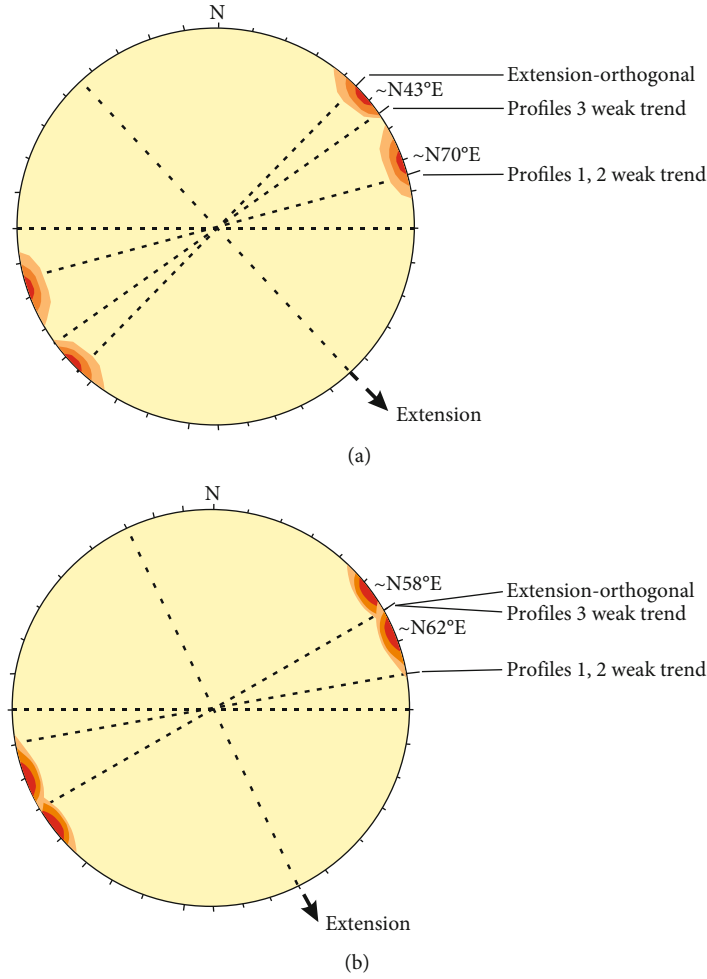 N
Extension-orthogonal
~N43°E
Profiles 3 weak trend
~N70°E
Profiles 1, 2 weak trend
Extension
(a)
N
~N58°E
Extension-orthogonal
Profiles 3 weak trend
~N62°E
Profiles 1, 2 weak trend
Extension
(b)